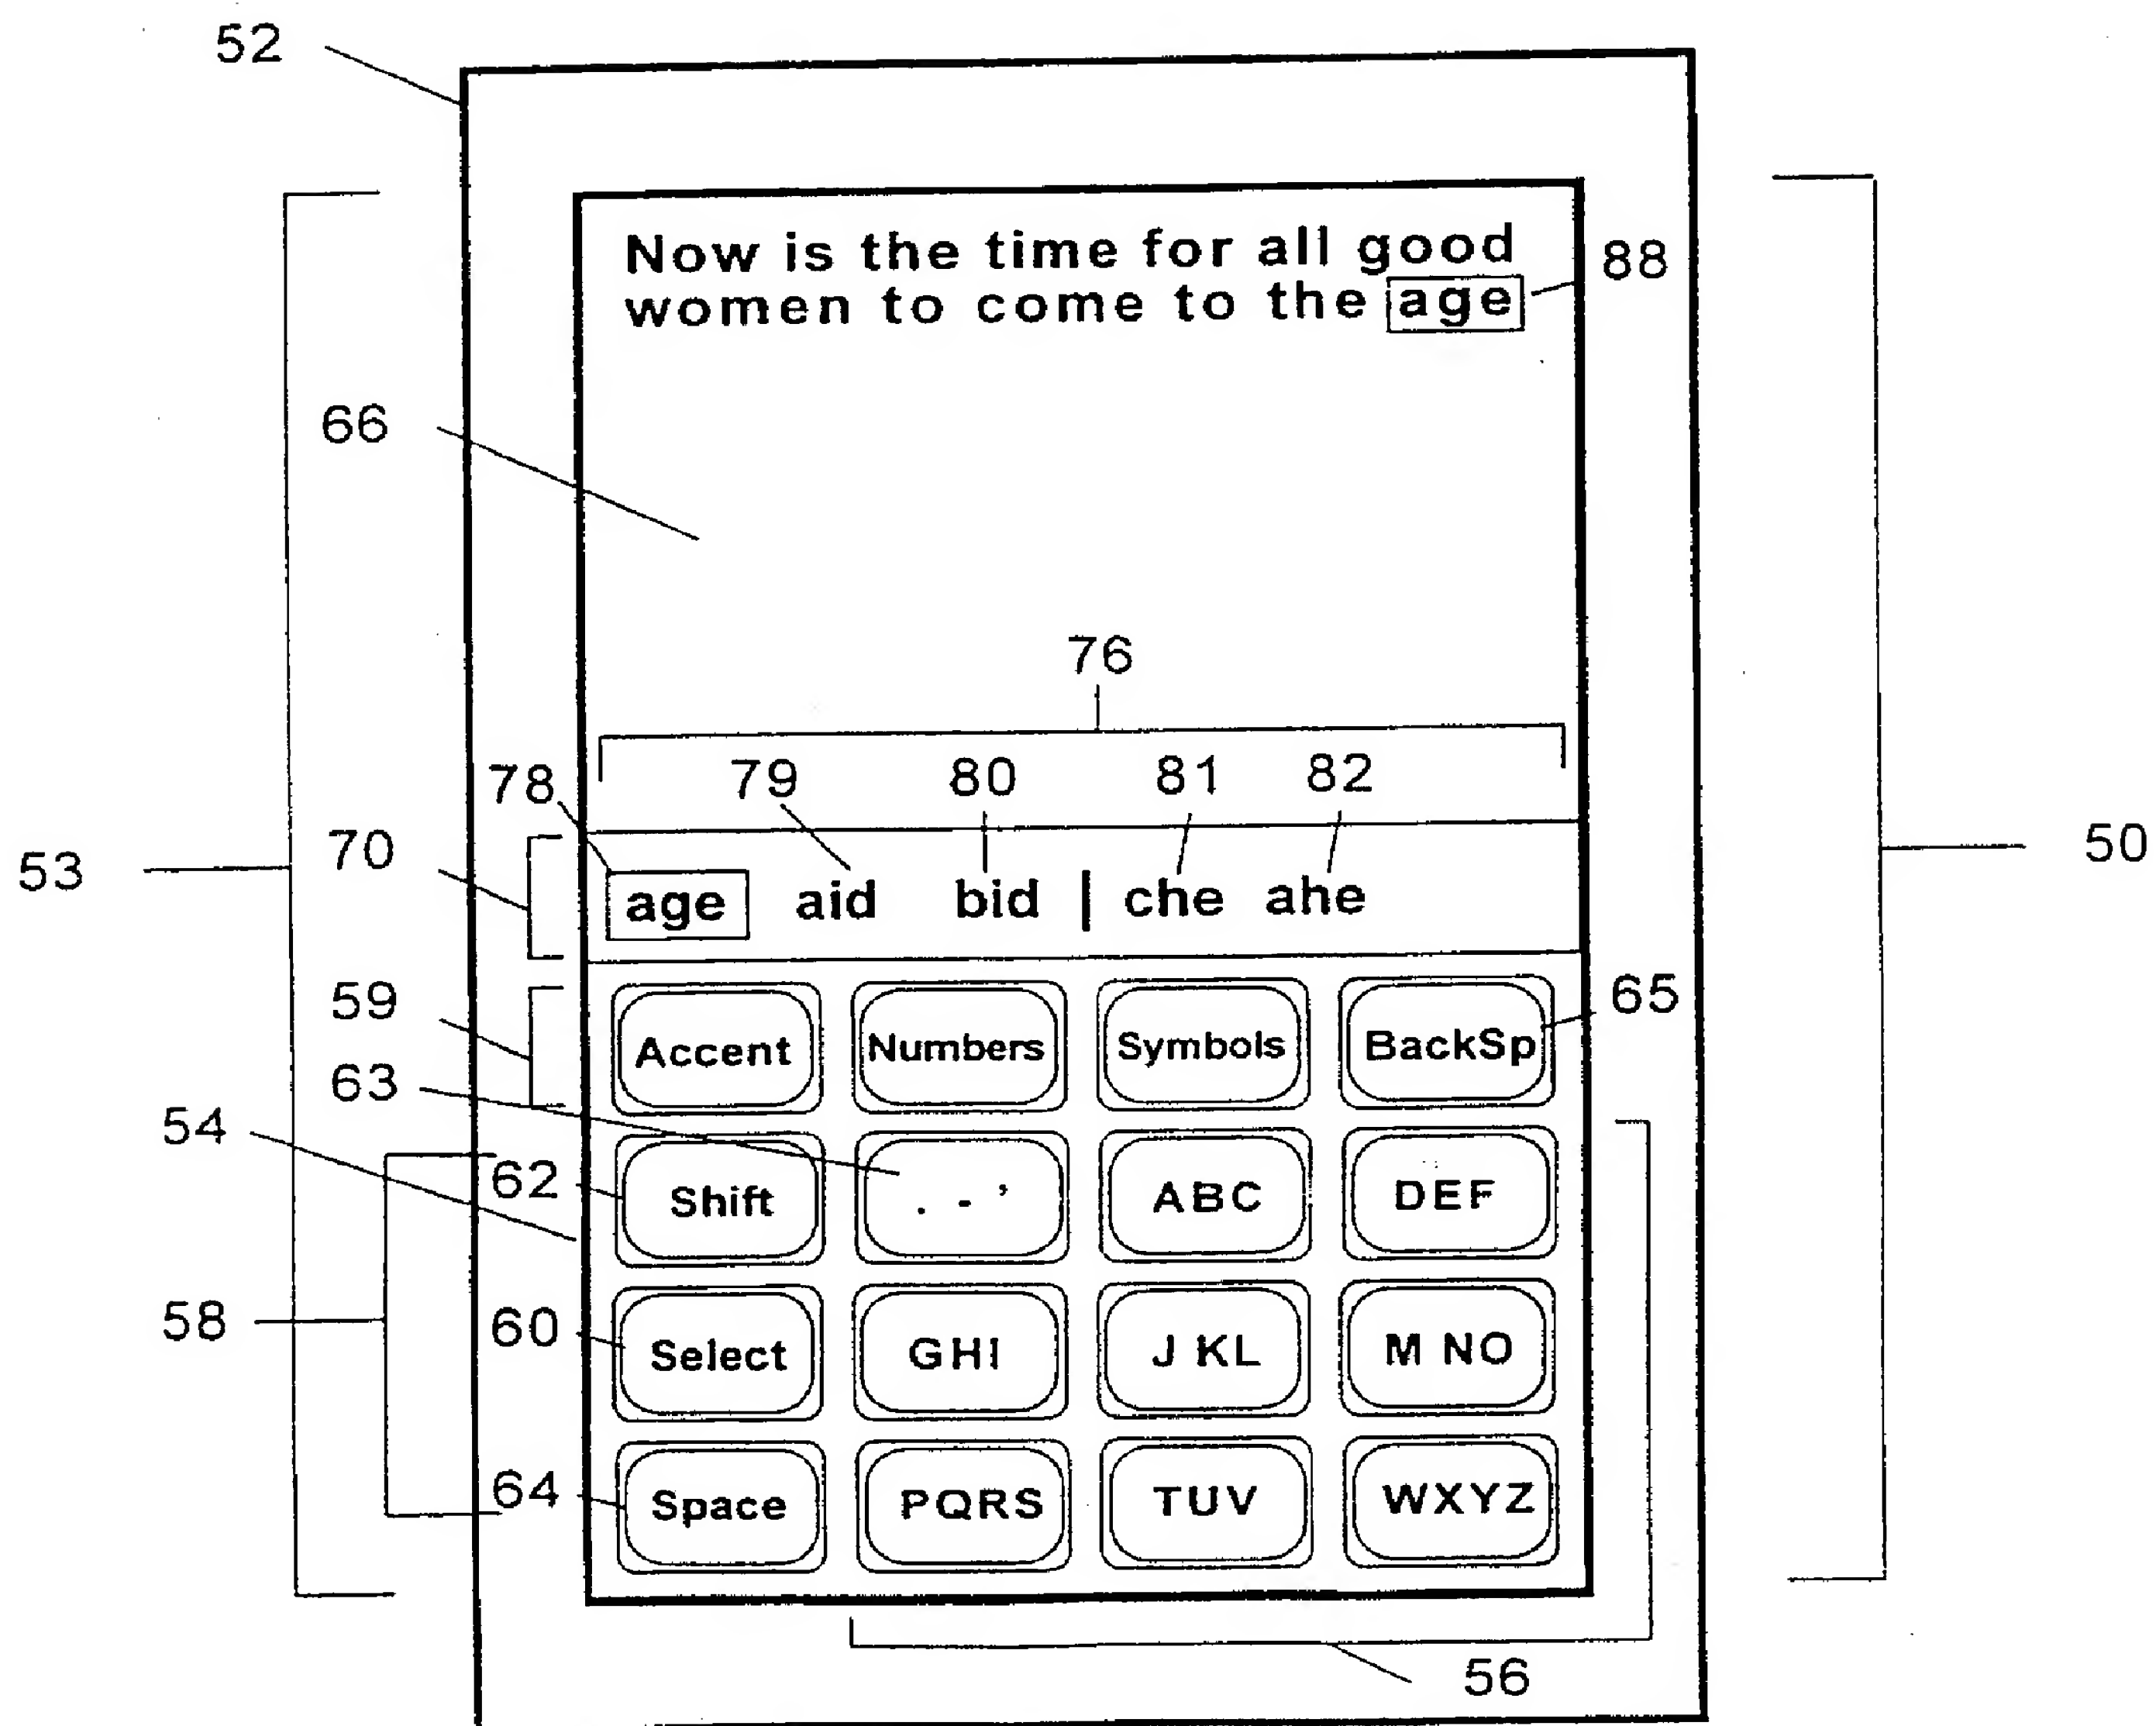 52
Now is the time for all good
88
women to come to the age
66
76
78 79 80 81 82
53 70 50
age aid bid | che ahe
59 65
Accent Numbers Symbols BackSp
63
54
62 Shift . - ’ ABC DEF
58 60 Select GHI JKL MNO
64 Space PQRS TUV WXYZ
56